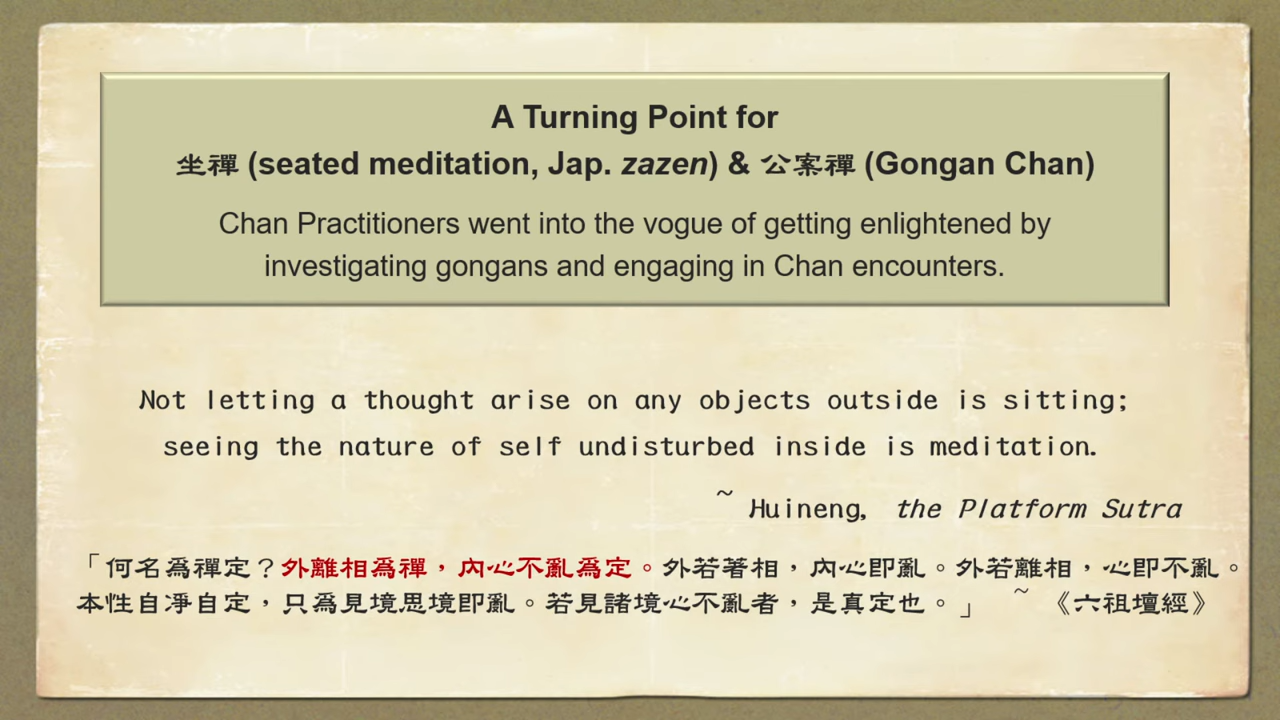 A Turning Point for
坐禪 (seated meditation, Jap. zazen) & 公案禪 (Gongan Chan)
Chan Practitioners went into the vogue of getting enlightened by
investigating gongans and engaging in Chan encounters.
Not letting a thought arise on any objects outside is sitting;
seeing the nature of self undisturbed inside is meditation.
~ Huineng, the Platform Sutra
「何名為禪定？外離相為禪，內心不亂為定。外若著相，內心即亂。外若離相，心即不亂。
本性自淨自定，只為見境思境即亂。若見諸境心不亂者，是真定也。」 ~ 《六祖壇經》